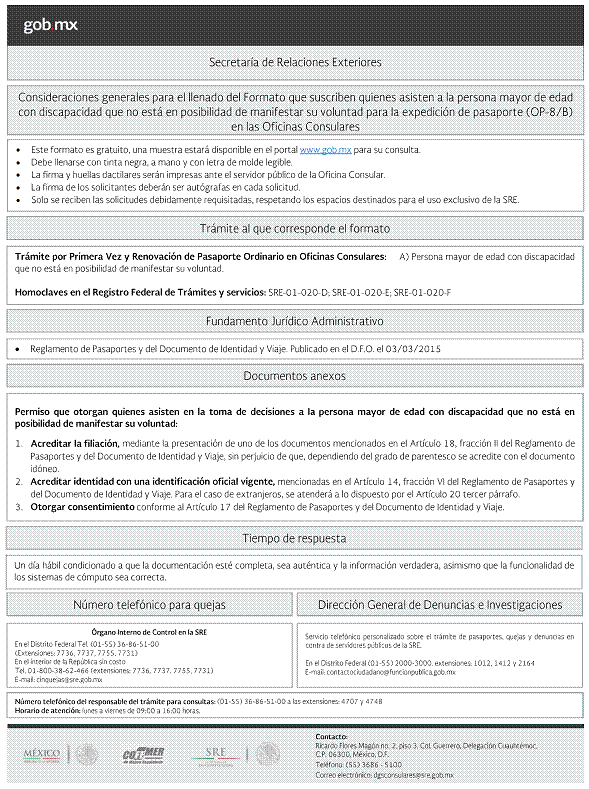 gob.mx
Secretaría de Relaciones Exteriores
Consideraciones generales para el llenado del Formato que suscriben quienes asisten a la persona mayor de edad
con discapacidad que no está en posibilidad de manifestar su voluntad para la expedición de pasaporte (OP-8/B)
en las Oficinas Consulares
• Este formato es gratuito, una muestra estará disponible en el portal www.gob.mx para su consulta.
• Debe llenarse con tinta negra, a mano y con letra de molde legible.
• La firma y huellas dactilares serán impresas ante el servidor público de la Oficina Consular.
• La firma de los solicitantes deberán ser autógrafas en cada solicitud.
• Solo se reciben las solicitudes debidamente requisitadas, respetando los espacios destinados para el uso exclusivo de la SRE.
Trámite al que corresponde el formato
Trámite por Primera Vez y Renovación de Pasaporte Ordinario en Oficinas Consulares: A) Persona mayor de edad con discapacidad
que no está en posibilidad de manifestar su voluntad.
Homoclaves en el Registro Federal de Trámites y servicios: SRE-01-020-D; SRE-01-020-E; SRE-01-020-F
Fundamento Jurídico Administrativo
• Reglamento de Pasaportes y del Documento de Identidad y Viaje. Publicado en el D.F.O. el 03/03/2015
Documentos anexos
Permiso que otorgan quienes asisten en la toma de decisiones a la persona mayor de edad con discapacidad que no está en
posibilidad de manifestar su voluntad:
1. Acreditar la filiación, mediante la presentación de uno de los documentos mencionados en el Artículo 18, fracción II del Reglamento de
Pasaportes y del Documento de Identidad y Viaje, sin perjuicio de que, dependiendo del grado de parentesco se acredite con el documento
idóneo.
2. Acreditar identidad con una identificación oficial vigente, mencionadas en el Artículo 14, fracción VI del Reglamento de Pasaportes y
del Documento de Identidad y Viaje. Para el caso de extranjeros, se atenderá a lo dispuesto por el Artículo 20 tercer párrafo.
3. Otorgar consentimiento conforme al Artículo 17 del Reglamento de Pasaportes y del Documento de Identidad y Viaje.
Tiempo de respuesta
Un día hábil condicionado a que la documentación esté completa, sea auténtica y la información verdadera, asimismo que la funcionalidad de
los sistemas de cómputo sea correcta.
Número telefónico para quejas
Órgano Interno de Control en la SRE
En el Distrito Federal Tel. (01-55) 36-86-51-00
(Extensiones: 7736, 7737, 7755, 7731)
En el interior de la República sin costo
Tel. 01-800-38-62-466 (extensiones: 7736, 7737, 7755, 7731)
E-mail: cinquejas@sre.gob.mx
Dirección General de Denuncias e Investigaciones
Servicio telefónico personalizado sobre el trámite de pasaportes, quejas y denuncias en
contra de servidores públicos de la SRE.
En el Distrito Federal (01-55) 2000-3000, extensiones: 1012, 1412 y 2164
E-mail: contactociudadano@funcionpublica.gob.mx
Número telefónico del responsable del trámite para consultas: (01-55) 36-86-51-00 a las extensiones: 4707 y 4748
Horario de atención: lunes a viernes de 09:00 a 16:00 horas.
MÉXICO
SRE
Contacto:
Ricardo Flores Magón no. 2, piso 3, Col. Guerrero, Delegación Cuauhtémoc,
C.P. 06300, México, D.F.
Teléfono: (55) 3686 - 5100
Correo electrónico: dgsconsulares@sre.gob.mx